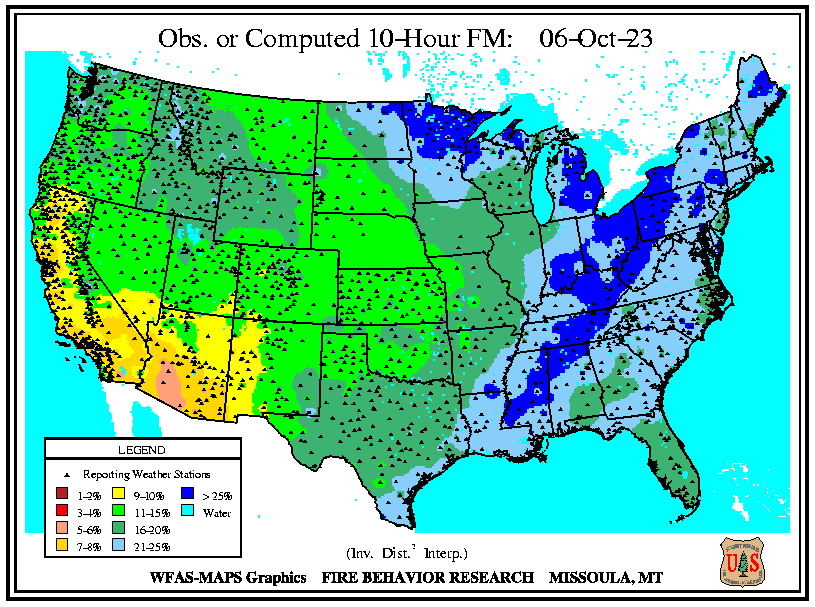 Obs. or Computed 10-Hour FM: 06-Oct-23
LEGEND
Reporting Weather Stations
1-2% 9-10% > 25%
3-4% 11-15% Water
5-6% 16-20%
7-8% 21-25%
(Inv. Dist.² Interp.)
WFAS-MAPS Graphics FIRE BEHAVIOR RESEARCH MISSOULA, MT
U S